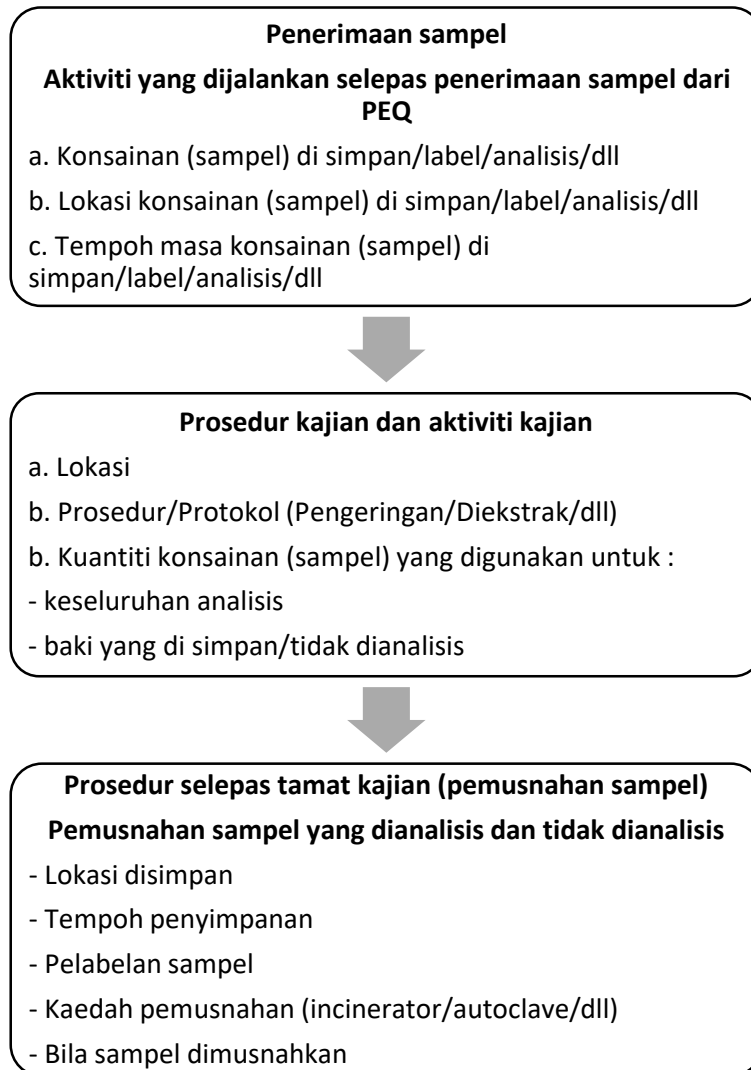 Penerimaan sampel
Aktiviti yang dijalankan selepas penerimaan sampel dari
PEQ
a. Konsainan (sampel) di simpan/label/analisis/dll
b. Lokasi konsainan (sampel) di simpan/label/analisis/dll
c. Tempoh masa konsainan (sampel) di
simpan/label/analisis/dll
Prosedur kajian dan aktiviti kajian
a. Lokasi
b. Prosedur/Protokol (Pengeringan/Diekstrak/dll)
b. Kuantiti konsainan (sampel) yang digunakan untuk :
- keseluruhan analisis
- baki yang di simpan/tidak dianalisis
Prosedur selepas tamat kajian (pemusnahan sampel)
Pemusnahan sampel yang dianalisis dan tidak dianalisis
- Lokasi disimpan
- Tempoh penyimpanan
- Pelabelan sampel
- Kaedah pemusnahan (incinerator/autoclave/dll)
- Bila sampel dimusnahkan